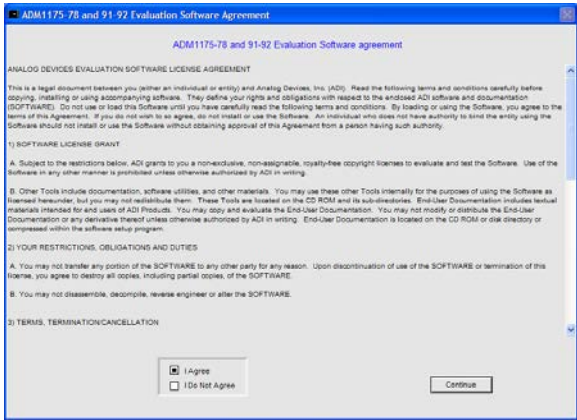 ADM1175-78 and 91-92 Evaluation Software Agreement
ADM1175-78 and 91-92 Evaluation Software agreement
ANALOG DEVICES EVALUATION SOFTWARE LICENSE AGREEMENT
This is a legal document between you (either an individual or entity) and Analog Devices, Inc. (ADI). Read the following terms and conditions carefully before
copying, installing or using accompanying software. They define your rights and obligations with respect to the enclosed ADI software and documentation
(SOFTWARE). Do not use or load this Software until you have carefully read the following terms and conditions. By loading or using the Software, you agree to the
terms of this Agreement. If you do not wish to so agree, do not install or use the Software. An individual who does not have authority to bind the entity using the
Software should not install or use the Software without obtaining approval of this Agreement from a person having such authority.
1) SOFTWARE LICENSE GRANT
A. Subject to the restrictions below, ADI grants to you a non-exclusive, non-assignable, royalty-free copyright licenses to evaluate and test the Software. Use of the
Software in any other manner is prohibited unless otherwise authorized by ADI in writing.
B. Other Tools include documentation, software utilities, and other materials. You may use these other Tools internally for the purposes of using the Software as
licensed hereunder, but you may not redistribute them. These Tools are located on the CD ROM and its sub-directories. End-User Documentation includes textual
materials intended for end users of ADI Products. You may copy and evaluate the End-User Documentation. You may not modify or distribute the End-User
Documentation or any derivative thereof unless otherwise authorized by ADI in writing. End-User Documentation is located on the CD ROM or disk directory or
compressed within the software setup program.
2) YOUR RESTRICTIONS, OBLIGATIONS AND DUTIES
A. You may not transfer any portion of the SOFTWARE to any other party for any reason. Upon discontinuation of use of the SOFTWARE or termination of this
license, you agree to destroy all copies, including partial copies, of the SOFTWARE.
B. You may not disassemble, decompile, reverse engineer or alter the SOFTWARE.
3) TERMS, TERMINATION/CANCELLATION
I Agree
I Do Not Agree
Continue